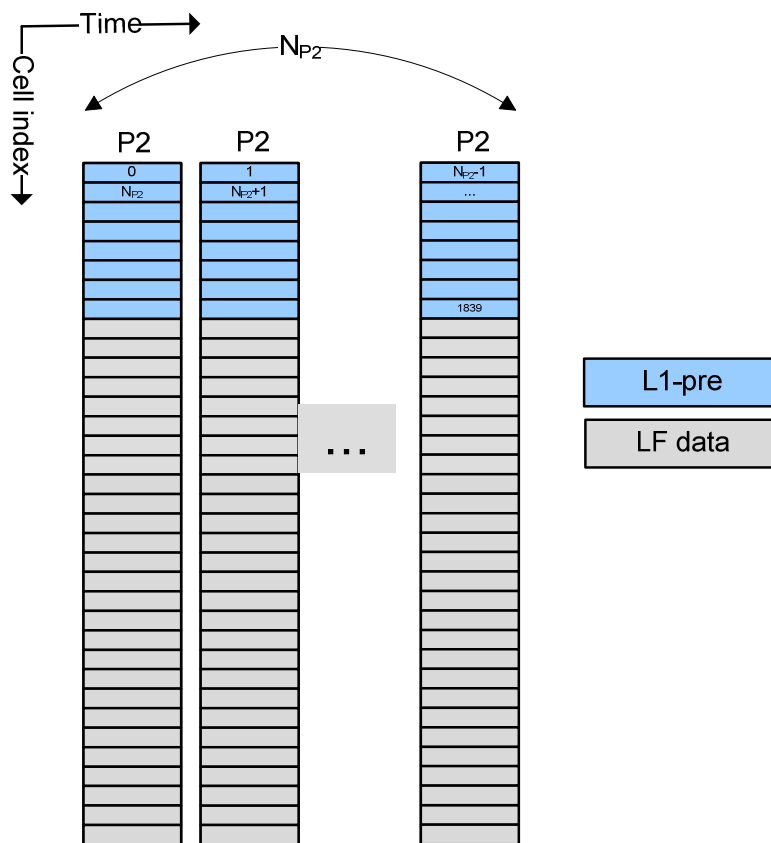 Time
Cell index
NP2
P2 P2 P2
0 1 NP2-1
NP2 NP2+1 ...
1839
...
L1-pre
LF data